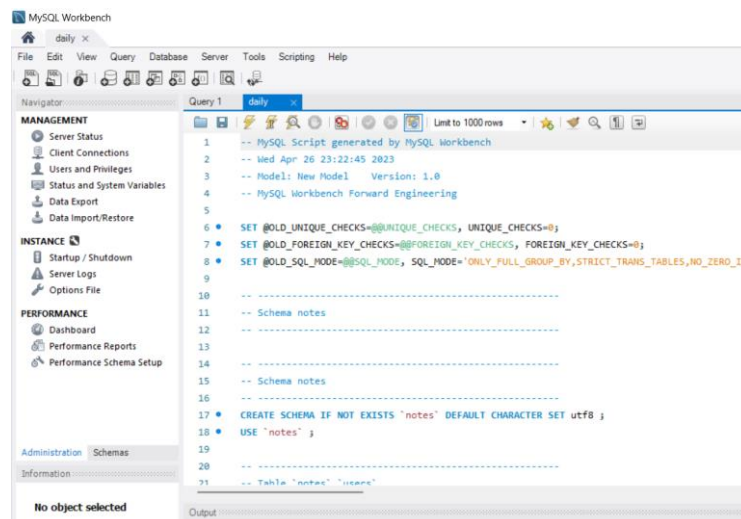 MySQL Workbench
daily
File Edit View Query Database Server Tools Scripting Help
Navigator
MANAGEMENT
Server Status
Client Connections
Users and Privileges
Status and System Variables
Data Export
Data Import/Restore
INSTANCE
Startup / Shutdown
Server Logs
Options File
PERFORMANCE
Dashboard
Performance Reports
Performance Schema Setup
Administration Schemas
Information
No object selected
Query 1 daily
Limit to 1000 rows
1 -- MySQL Script generated by MySQL Workbench
2 -- Wed Apr 26 23:22:45 2023
3 -- Model: New Model    Version: 1.0
4 -- MySQL Workbench Forward Engineering
5
6 SET @OLD_UNIQUE_CHECKS=@@UNIQUE_CHECKS, UNIQUE_CHECKS=0;
7 SET @OLD_FOREIGN_KEY_CHECKS=@@FOREIGN_KEY_CHECKS, FOREIGN_KEY_CHECKS=0;
8 SET @OLD_SQL_MODE=@@SQL_MODE, SQL_MODE='ONLY_FULL_GROUP_BY,STRICT_TRANS_TABLES,NO_ZERO_I
9
10 -- -----------------------------------------------------
11 -- Schema notes
12 -- -----------------------------------------------------
13
14 -- -----------------------------------------------------
15 -- Schema notes
16 -- -----------------------------------------------------
17 CREATE SCHEMA IF NOT EXISTS `notes` DEFAULT CHARACTER SET utf8 ;
18 USE `notes` ;
19
20 -- -----------------------------------------------------
21 -- Table `notes`.`users`
Output